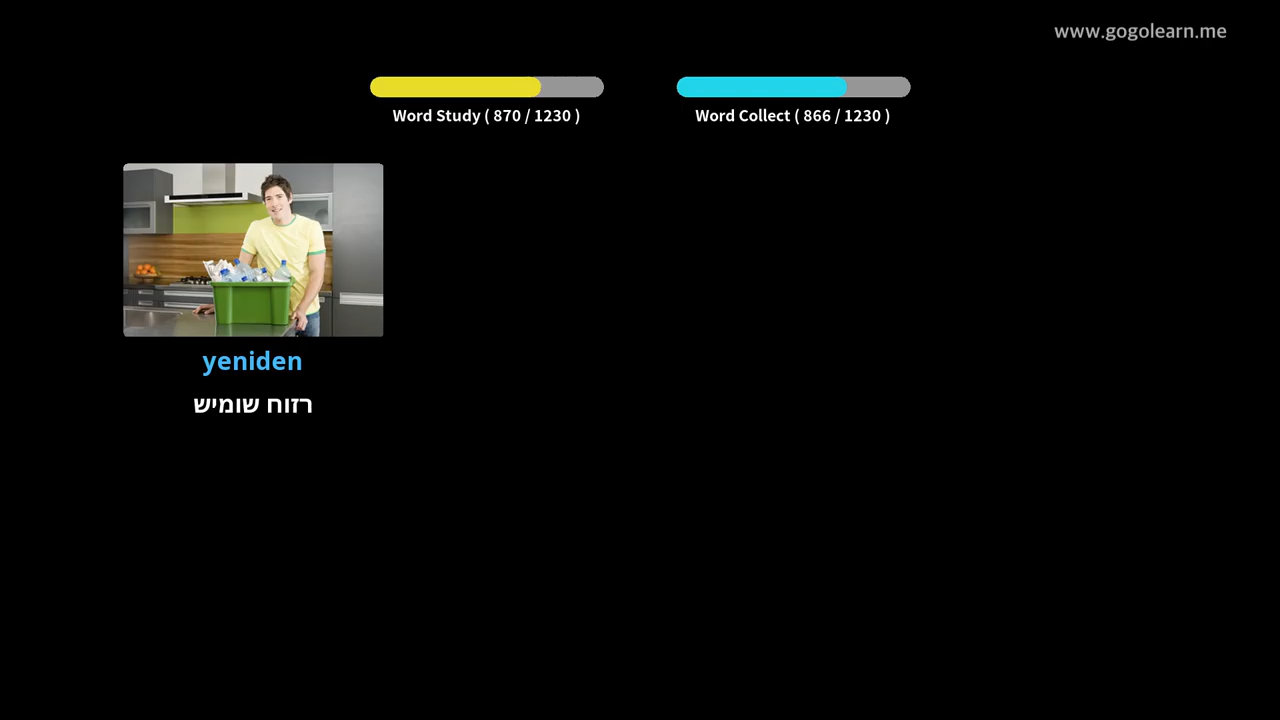 www.gogolearn.me
Word Study ( 870 / 1230 )
Word Collect ( 866 / 1230 )
yeniden
רזוח שומיש